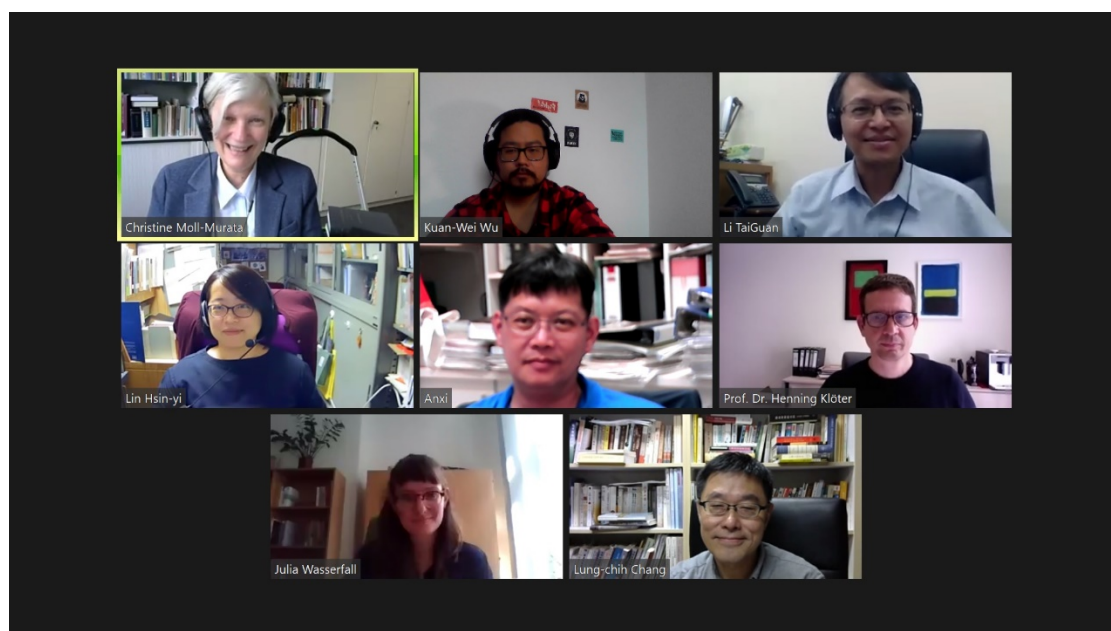 Christine Moll-Murata
Kuan-Wei Wu
Li TaiGuan
Lin Hsin-yi
Anxi
Prof. Dr. Henning Klöter
Julia Wasserfall
Lung-chih Chang